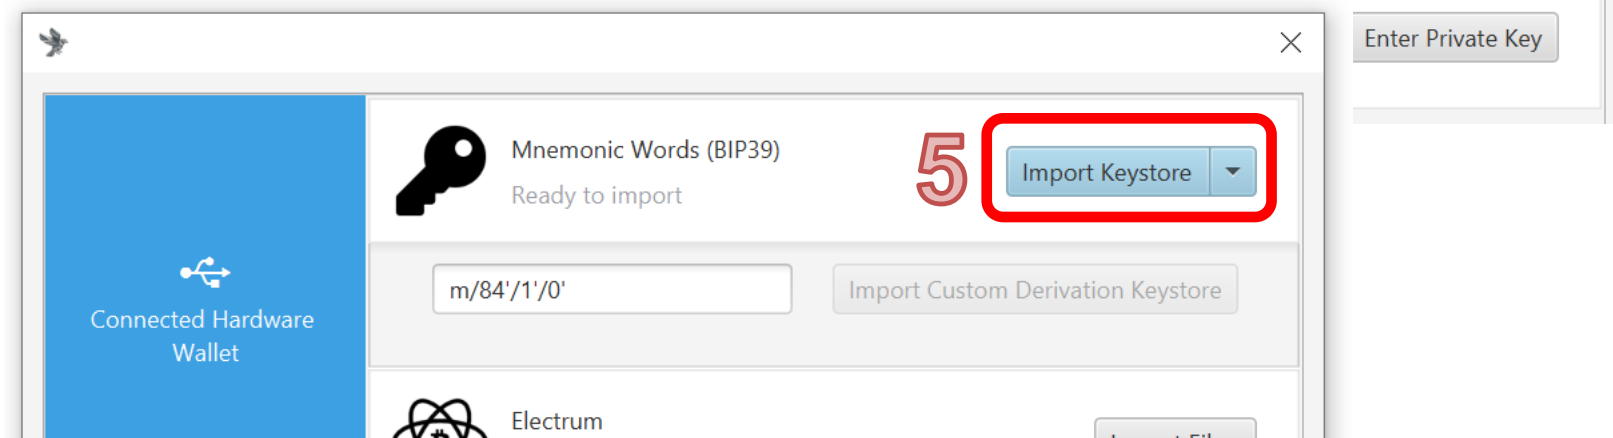 Enter Private Key
Mnemonic Words (BIP39)
Ready to import
5
Import Keystore
m/84'/1'/0'
Import Custom Derivation Keystore
Connected Hardware
Wallet
Electrum